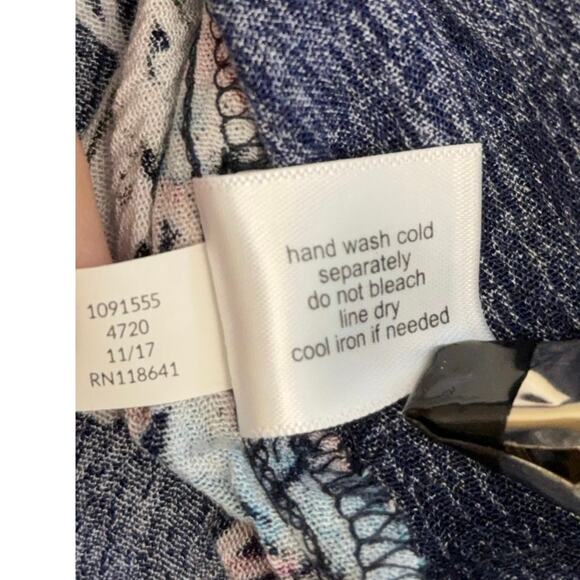 1091555
4720
11/17
RN118641
hand wash cold
separately
do not bleach
line dry
cool iron if needed